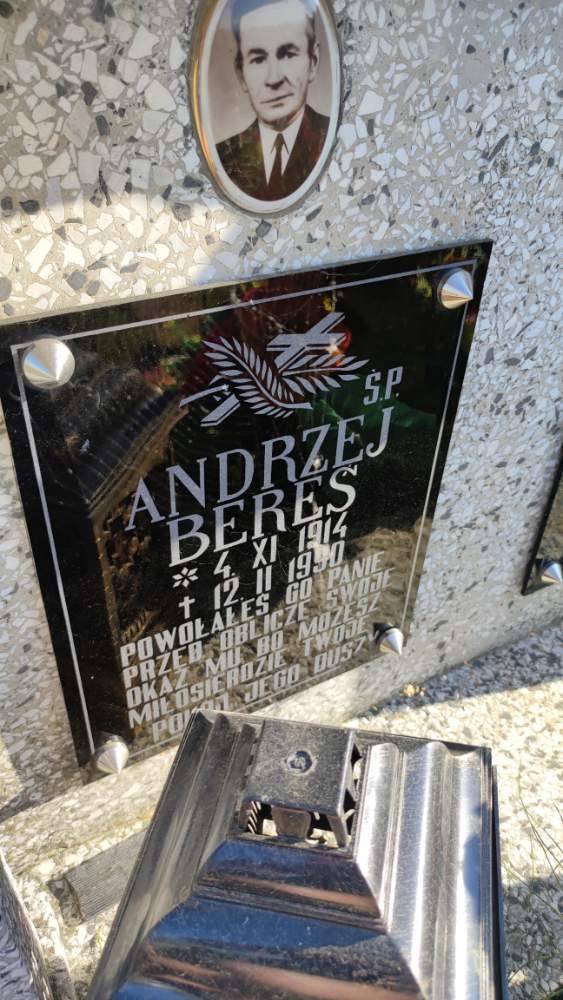 Ś.P.
ANDRZEJ
BEREŚ
* 4. XI 1914
† 12. II 1990
POWOŁAŁEŚ GO PANIE
PRZED OBLICZE SWOJE
OKAŻ MU BO MOŻESZ
MIŁOSIERDZIE TWOJE
JEGO DUSZY